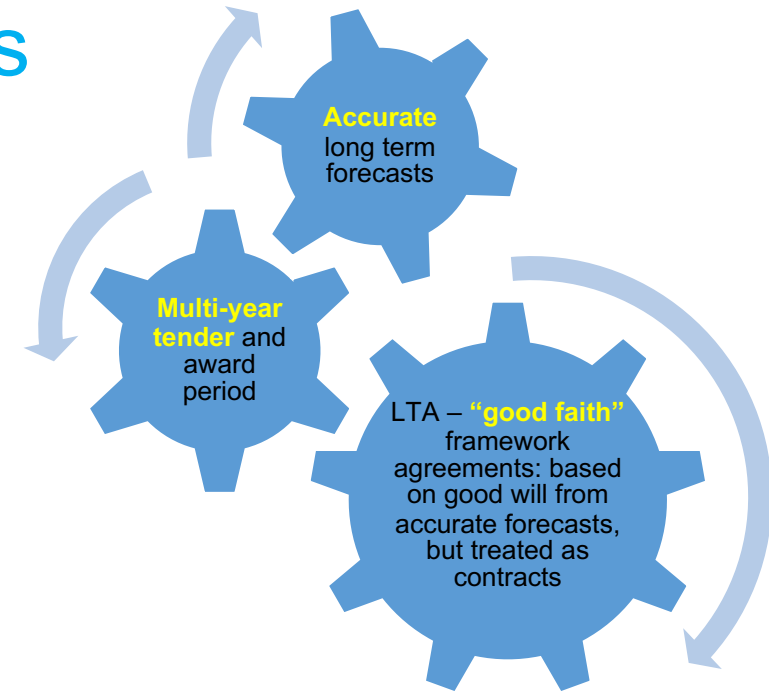 s
Accurate
long term
forecasts
Multi-year
tender and
award
period
LTA – “good faith”
framework
agreements: based
on good will from
accurate forecasts,
but treated as
contracts